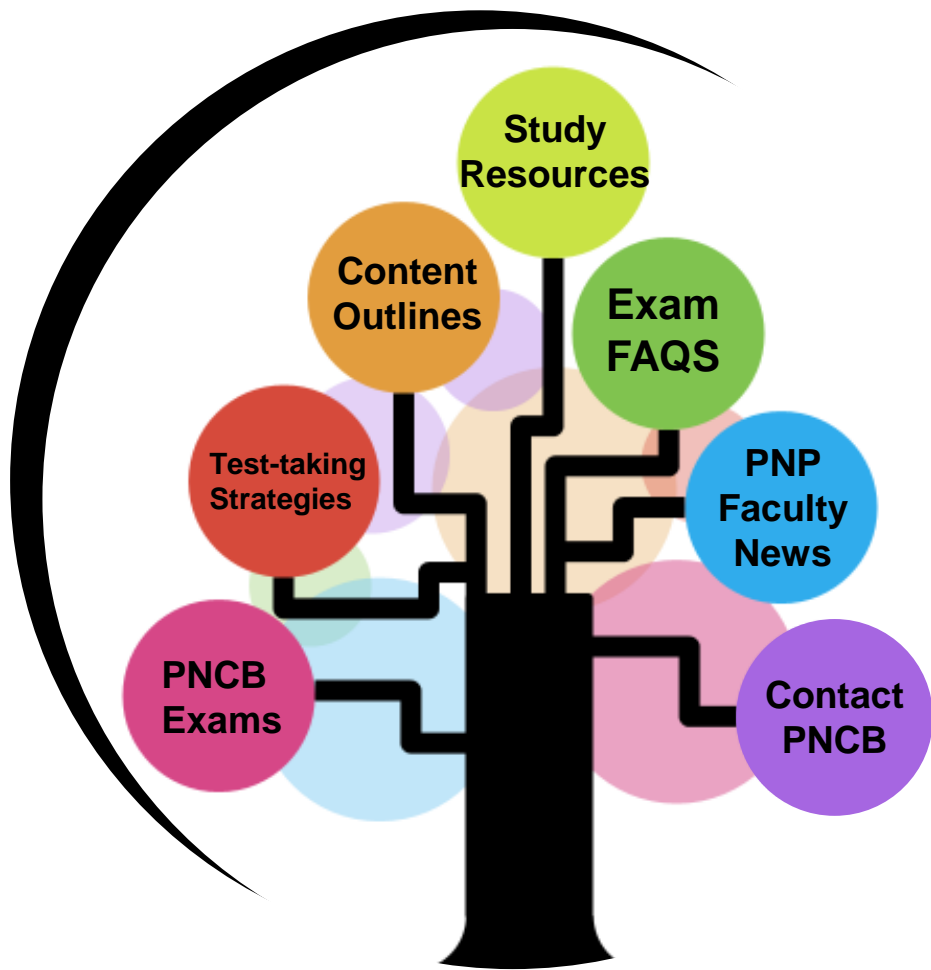 Study
Resources
Content
Outlines
Exam
FAQS
Test-taking
Strategies
PNP
Faculty
News
PNCB
Exams
Contact
PNCB